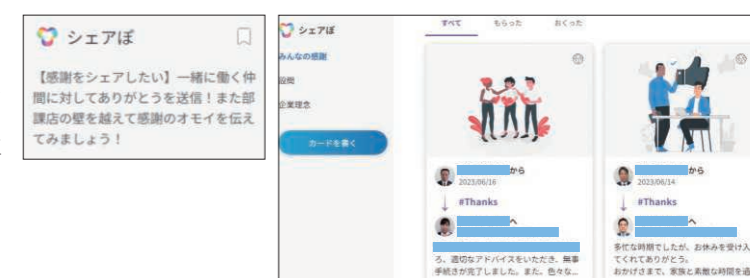 シェアぽ
【感謝をシェアしたい】一緒に働く仲
間に対してありがとうを送信！また部
課店の壁を越えて感謝のオモイを伝え
てみましょう！
シェアぽ
みんなの感謝
設問
企業理念
カードを書く
すべて もらった おくった
から
2023/06/16
#Thanks
へ
ろ、適切なアドバイスをいただき、無事
手続きが完了しました。また、色々な...
から
2023/06/14
#Thanks
へ
多忙な時期でしたが、お休みを受け入
てくれてありがとう。
おかげさまで、家族と素敵な時間を過